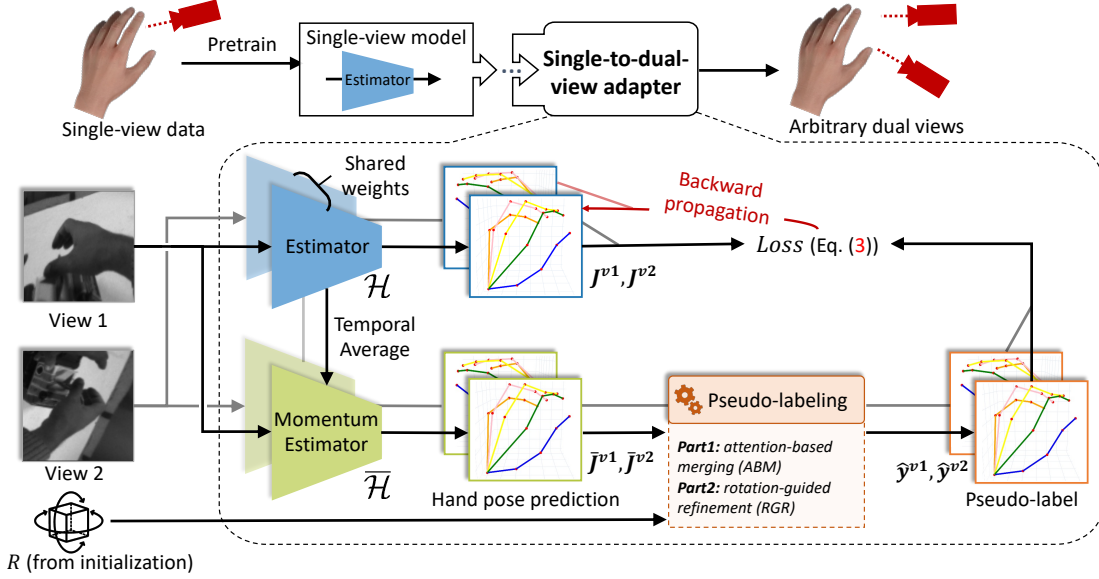 Pretrain
Single-view model
Estimator
Single-to-dual-
view adapter
Single-view data
Arbitrary dual views
Shared
weights
Backward
propagation
Estimator
𝓗
J^{v1}, J^{v2}
Loss (Eq. (3))
View 1
Temporal
Average
Momentum
Estimator
\overline{𝓗}
Hand pose prediction
J̄^{v1}, J̄^{v2}
Pseudo-labeling
Part1: attention-based
merging (ABM)
Part2: rotation-guided
refinement (RGR)
ŷ^{v1}, ŷ^{v2}
Pseudo-label
View 2
R (from initialization)